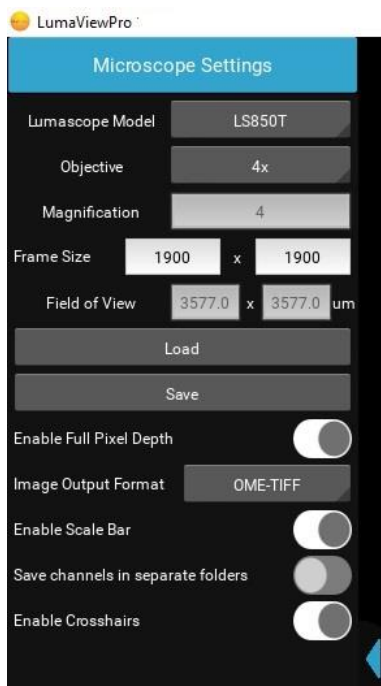 LumaViewPro
Microscope Settings
Lumascope Model LS850T
Objective 4x
Magnification 4
Frame Size 1900 x 1900
Field of View 3577.0 x 3577.0 um
Load
Save
Enable Full Pixel Depth
Image Output Format OME-TIFF
Enable Scale Bar
Save channels in separate folders
Enable Crosshairs